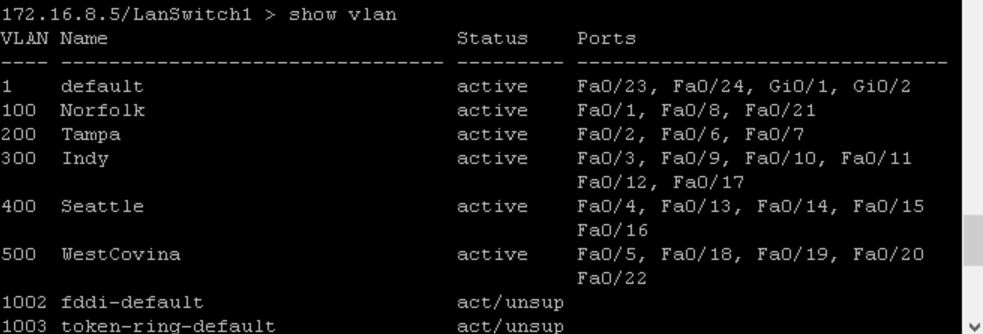 172.16.8.5/LanSwitch1 > show vlan
VLAN Name                             Status    Ports
---- -------------------------------- --------- -------------------------------
1    default                          active    Fa0/23, Fa0/24, Gi0/1, Gi0/2
100  Norfolk                          active    Fa0/1, Fa0/8, Fa0/21
200  Tampa                            active    Fa0/2, Fa0/6, Fa0/7
300  Indy                             active    Fa0/3, Fa0/9, Fa0/10, Fa0/11
                                                Fa0/12, Fa0/17
400  Seattle                          active    Fa0/4, Fa0/13, Fa0/14, Fa0/15
                                                Fa0/16
500  WestCovina                       active    Fa0/5, Fa0/18, Fa0/19, Fa0/20
                                                Fa0/22
1002 fddi-default                     act/unsup
1003 token-ring-default               act/unsup